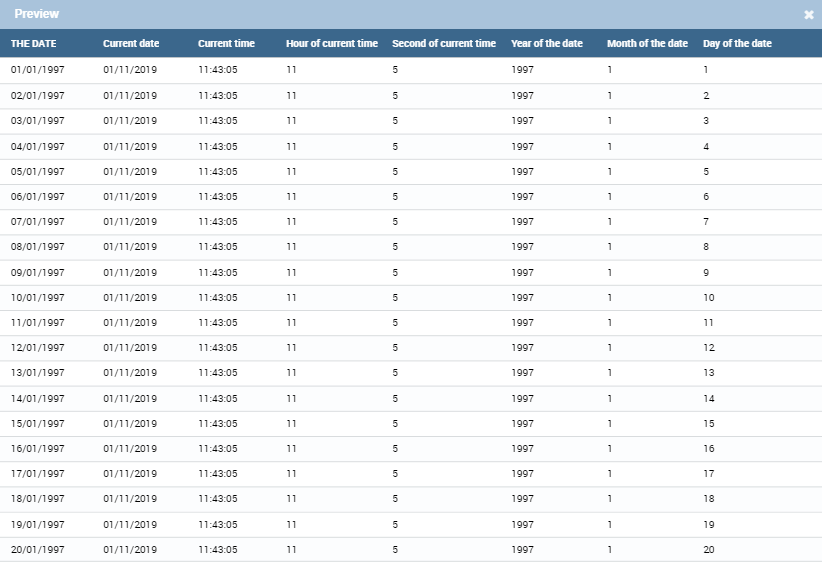 Preview
THE DATE Current date Current time Hour of current time Second of current time Year of the date Month of the date Day of the date
01/01/1997 01/11/2019 11:43:05 11 5 1997 1 1
02/01/1997 01/11/2019 11:43:05 11 5 1997 1 2
03/01/1997 01/11/2019 11:43:05 11 5 1997 1 3
04/01/1997 01/11/2019 11:43:05 11 5 1997 1 4
05/01/1997 01/11/2019 11:43:05 11 5 1997 1 5
06/01/1997 01/11/2019 11:43:05 11 5 1997 1 6
07/01/1997 01/11/2019 11:43:05 11 5 1997 1 7
08/01/1997 01/11/2019 11:43:05 11 5 1997 1 8
09/01/1997 01/11/2019 11:43:05 11 5 1997 1 9
10/01/1997 01/11/2019 11:43:05 11 5 1997 1 10
11/01/1997 01/11/2019 11:43:05 11 5 1997 1 11
12/01/1997 01/11/2019 11:43:05 11 5 1997 1 12
13/01/1997 01/11/2019 11:43:05 11 5 1997 1 13
14/01/1997 01/11/2019 11:43:05 11 5 1997 1 14
15/01/1997 01/11/2019 11:43:05 11 5 1997 1 15
16/01/1997 01/11/2019 11:43:05 11 5 1997 1 16
17/01/1997 01/11/2019 11:43:05 11 5 1997 1 17
18/01/1997 01/11/2019 11:43:05 11 5 1997 1 18
19/01/1997 01/11/2019 11:43:05 11 5 1997 1 19
20/01/1997 01/11/2019 11:43:05 11 5 1997 1 20